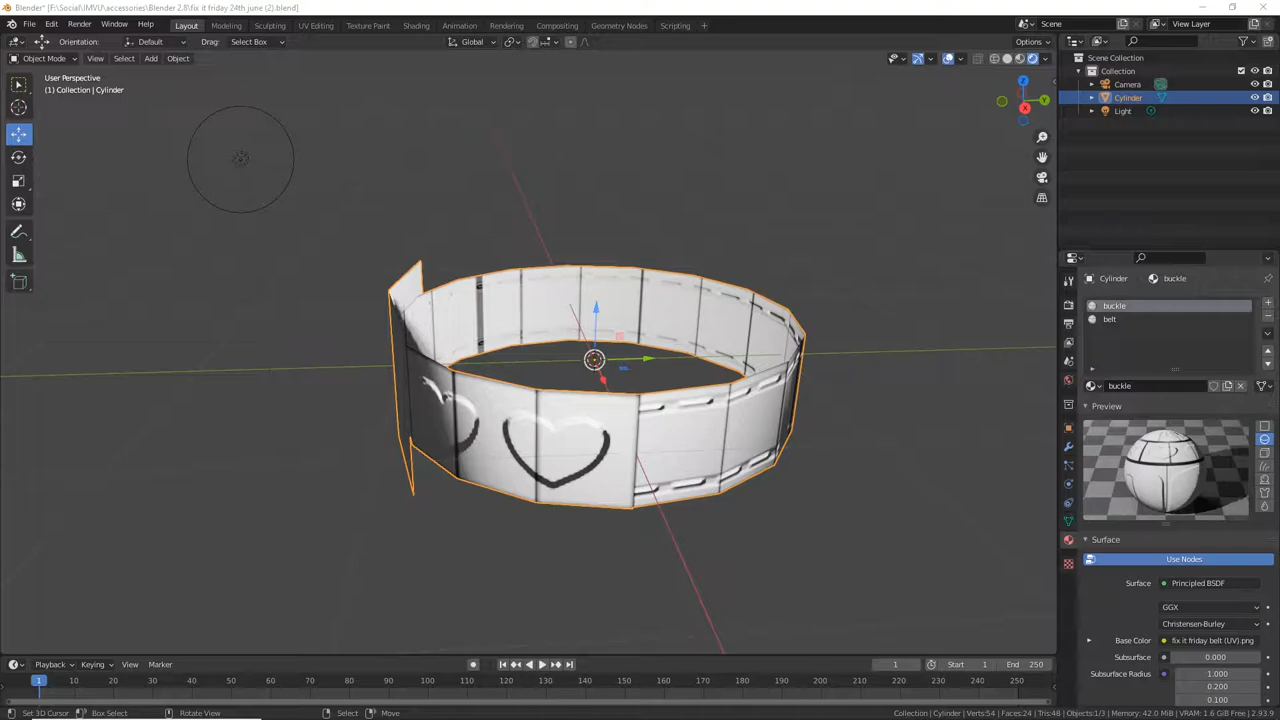 Blender* [F:\Social\IMVU\accessories\Blender 2.8\fix it friday 24th june (2).blend]
File Edit Render Window Help Layout Modeling Sculpting UV Editing Texture Paint Shading Animation Rendering Compositing Geometry Nodes Scripting + Scene View Layer
Orientation: Default Drag: Select Box Global Options
Object Mode View Select Add Object
Scene Collection
Collection
Camera
Cylinder
Light
User Perspective
(1) Collection | Cylinder
Z
Y
X
Cylinder buckle
buckle
belt
buckle
Preview
Surface
Use Nodes
Surface Principled BSDF
GGX
Christensen-Burley
Base Color fix it friday belt (UV).png
Subsurface 0.000
Subsurface Radius 1.000
0.200
0.100
Playback Keying View Marker 1 Start 1 End 250
1 10 20 30 40 50 60 70 80 90 100 110 120 130 140 150 160 170 180 190 200 210 220 230 240 250
Set 3D Cursor Box Select Rotate View Select Move Collection | Cylinder | Verts:54 | Faces:24 | Tris:48 | Objects:1/3 | Memory: 42.0 MiB | VRAM: 1.6 GiB Free | 2.93.9